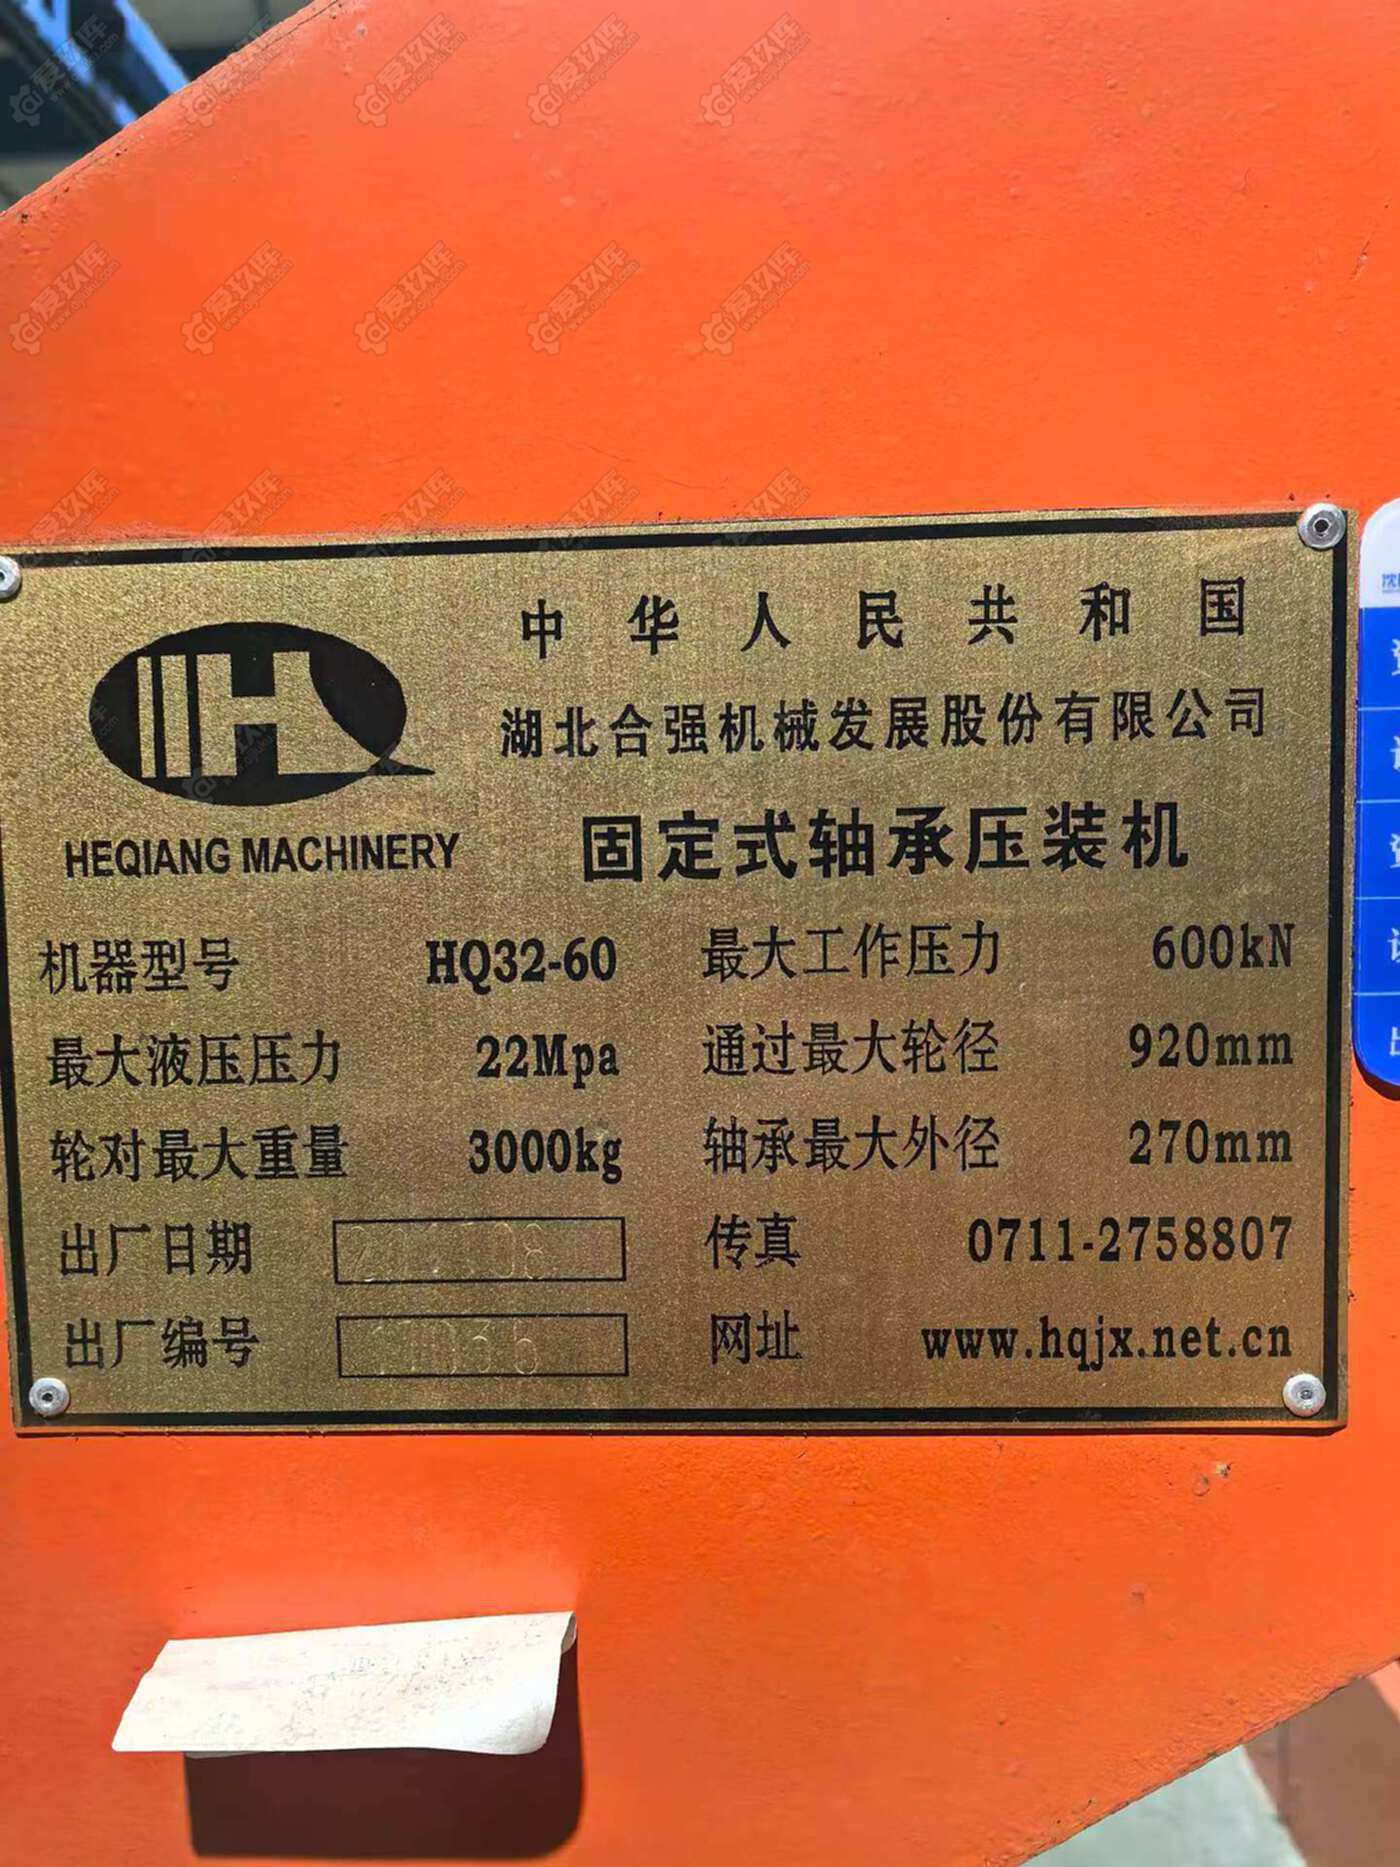 中华人民共和国
湖北合强机械发展股份有限公司
HEQIANG MACHINERY
固定式轴承压装机
机器型号 HQ32-60 最大工作压力 600kN
最大液压压力 22Mpa 通过最大轮径 920mm
轮对最大重量 3000kg 轴承最大外径 270mm
出厂日期 传真 0711-2758807
出厂编号 网址 www.hqjx.net.cn